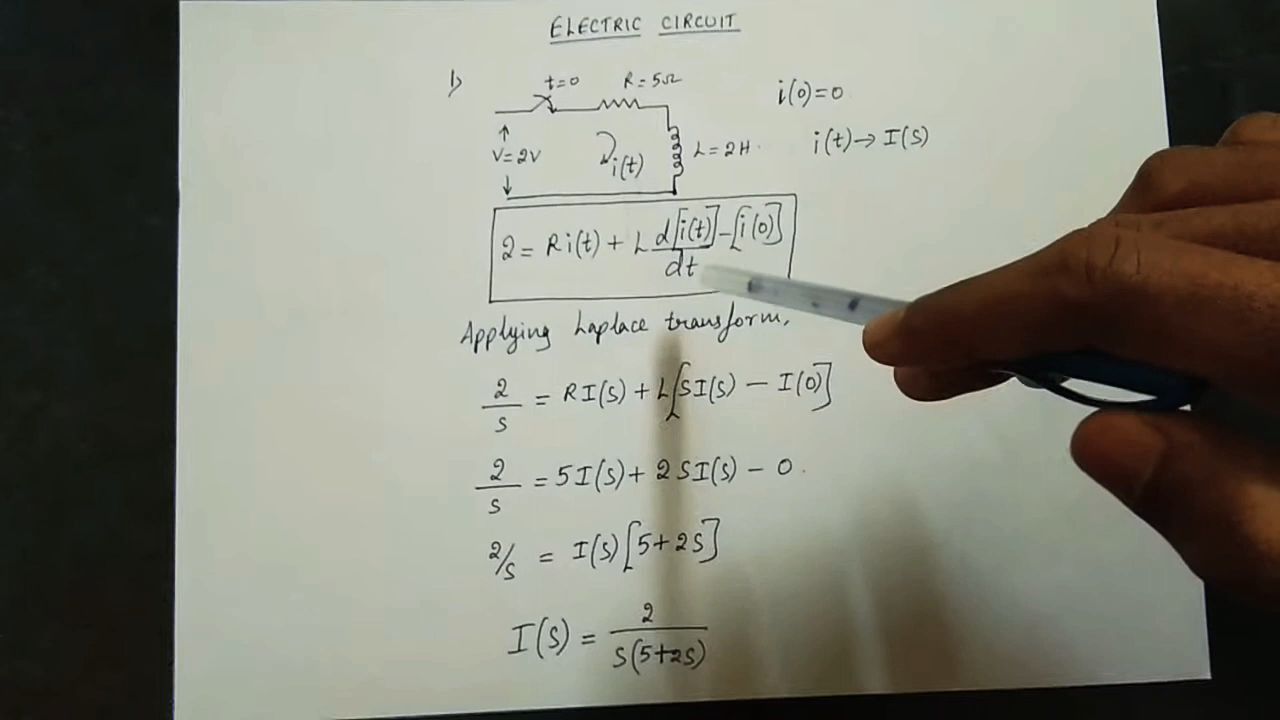 ELECTRIC CIRCUIT
1)
t=0 R=5Ω
i(0)=0
V=2V
i(t)
L=2H
i(t)→I(S)
2 = Ri(t) + L d[i(t)]/dt - [i(0)]
Applying Laplace transform,
2/s = RI(S) + L[SI(S) - I(0)]
2/s = 5I(S) + 2SI(S) - 0.
2/s = I(S)[5+2S]
I(S) = 2/S(5+2S)